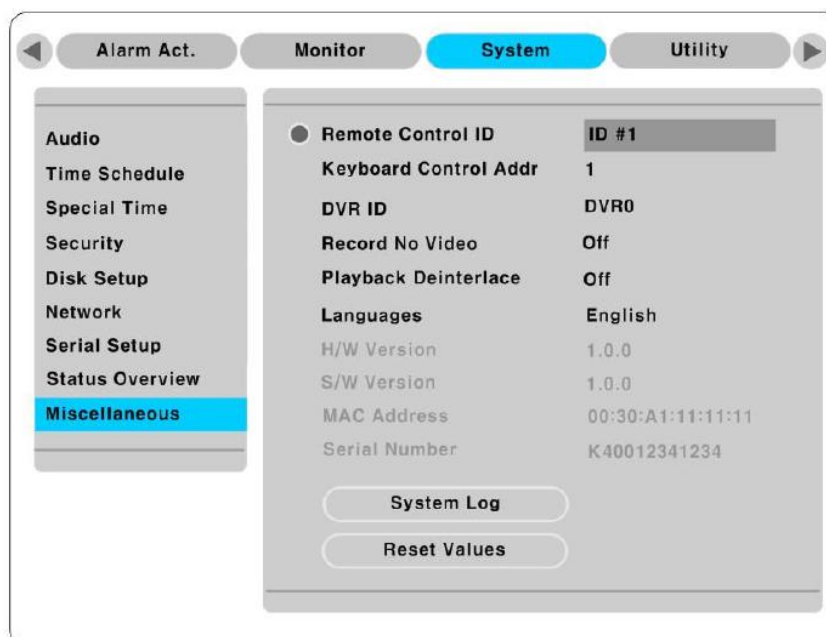 Alarm Act. Monitor System Utility
Audio
Time Schedule
Special Time
Security
Disk Setup
Network
Serial Setup
Status Overview
Miscellaneous
Remote Control ID ID #1
Keyboard Control Addr 1
DVR ID DVR0
Record No Video Off
Playback Deinterlace Off
Languages English
H/W Version 1.0.0
S/W Version 1.0.0
MAC Address 00:30:A1:11:11:11
Serial Number K40012341234
System Log
Reset Values